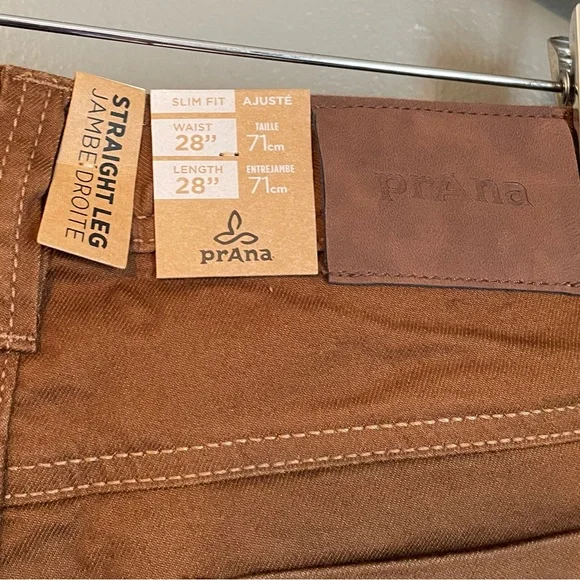 STRAIGHT LEG
JAMBE DROITE
SLIM FIT AJUSTÉ
WAIST TAILLE
28” 71cm
LENGTH ENTREJAMBE
28” 71cm
prAna
prAna